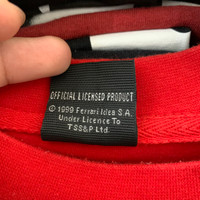 OFFICIAL LICENSED PRODUCT
© 1999 Ferrari Idea S.A.
Under Licence To
TSS&P Ltd.